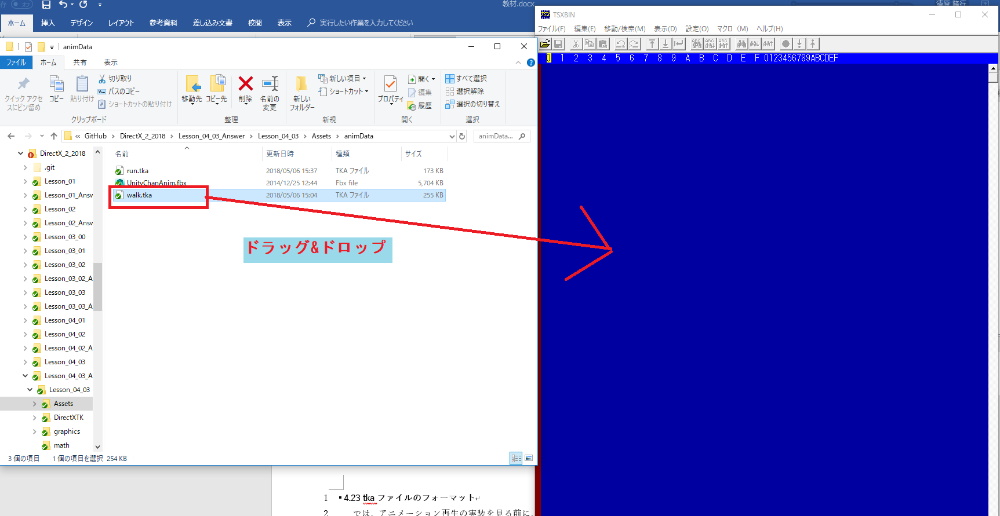 教材.docx
清原 隆行
ホーム 挿入 デザイン レイアウト 参考資料 差し込み文書 校閲 表示 実行したい作業を入力してください
animData
ファイル ホーム 共有 表示
クイック アクセスにピン留め
コピー
貼り付け
切り取り
パスのコピー
ショートカットの貼り付け
クリップボード
移動先
コピー先
削除
名前の変更
整理
新しいフォルダー
新しい項目
ショートカット
新規
プロパティ
開く
編集
履歴
開く
すべて選択
選択解除
選択の切り替え
選択
« GitHub › DirectX_2_2018 › Lesson_04_03_Answer › Lesson_04_03 › Assets › animData
animData...
DirectX_2_2018
.git
Lesson_01
Lesson_01_Answ
Lesson_02
Lesson_02_Answ
Lesson_03_00
Lesson_03_01
Lesson_03_02
Lesson_03_02_A
Lesson_03_03
Lesson_03_03_A
Lesson_04_01
Lesson_04_02
Lesson_04_02_A
Lesson_04_03
Lesson_04_03_A
Lesson_04_03
Assets
DirectXTK
graphics
math
名前 更新日時 種類 サイズ
run.tka 2018/05/06 15:37 TKA ファイル 173 KB
UnityChanAnim.fbx 2014/12/25 12:44 Fbx file 5,704 KB
walk.tka 2018/05/06 15:04 TKA ファイル 255 KB
ドラッグ&ドロップ
3 個の項目 1 個の項目を選択 254 KB
TSXBIN
ファイル(F) 編集(E) 移動/検索(M) 表示(D) 設定(O) マクロ (M) ヘルプ(H)
0 1 2 3 4 5 6 7 8 9 A B C D E F 0123456789ABCDEF
1 ▪4.23 tka ファイルのフォーマット
2 では、アニメーション再生の実装を見る前に、